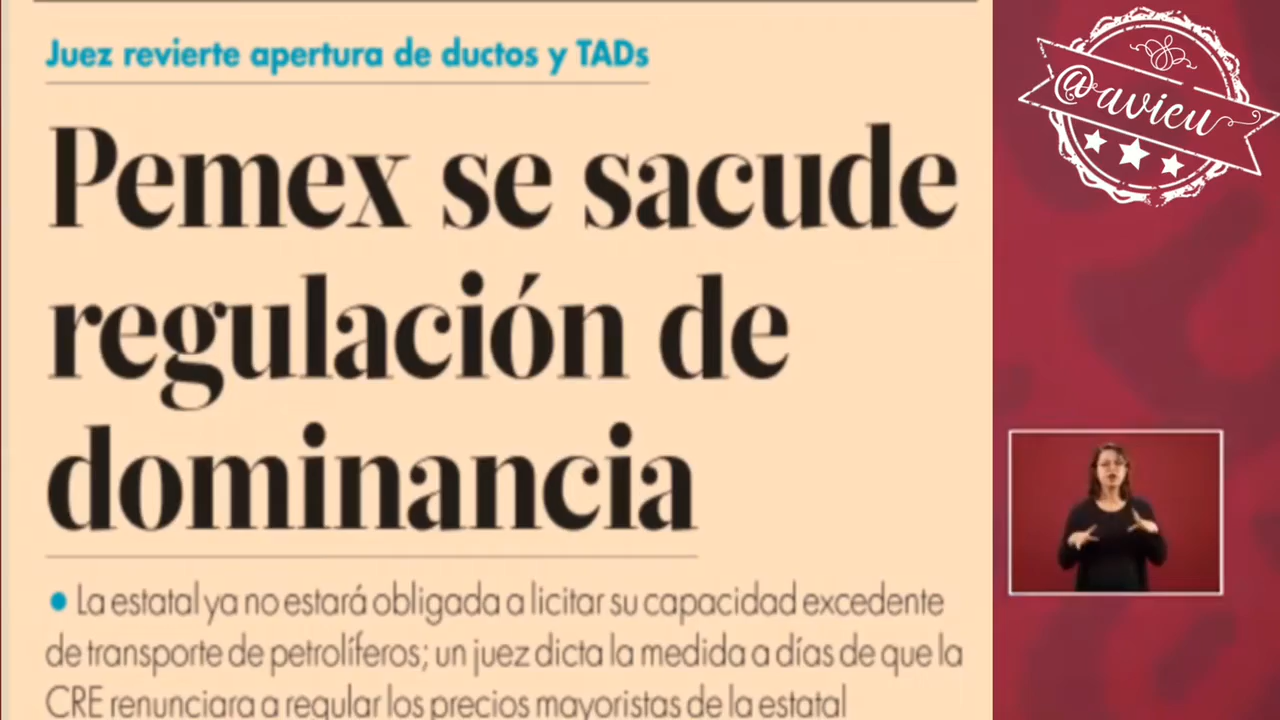 Juez revierte apertura de ductos y TADs
Pemex se sacude
regulación de
dominancia
• La estatal ya no estará obligada a licitar su capacidad excedente
de transporte de petrolíferos; un juez dicta la medida a días de que la
CRE renunciara a regular los precios mayoristas de la estatal
@avieu